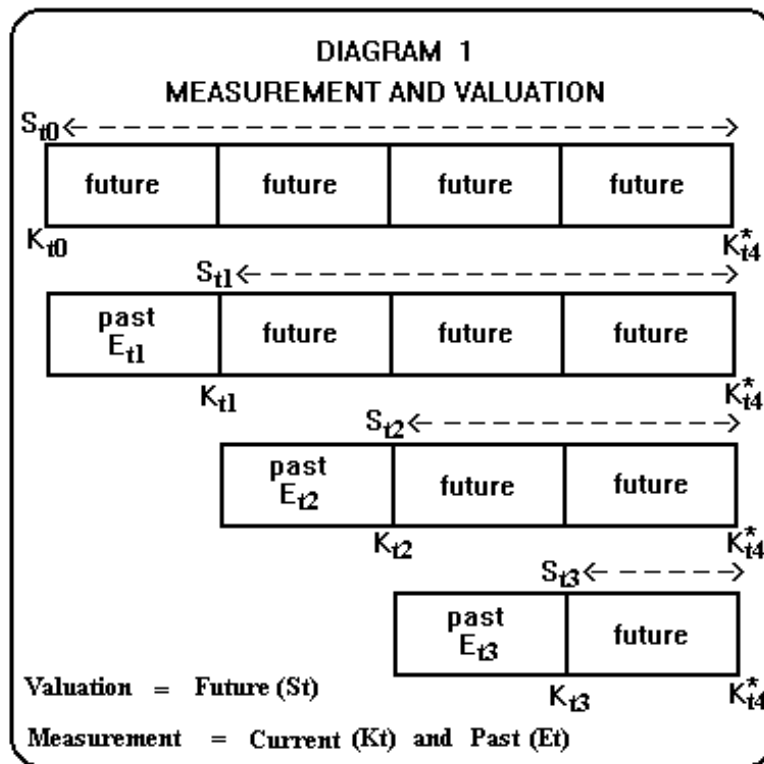 DIAGRAM 1
MEASUREMENT AND VALUATION
St0
future future future future
Kt0 K*t4
St1
past Et1 future future future
Kt1 K*t4
St2
past Et2 future future
Kt2 K*t4
St3
past Et3 future
Kt3 K*t4
Valuation = Future (St)
Measurement = Current (Kt) and Past (Et)